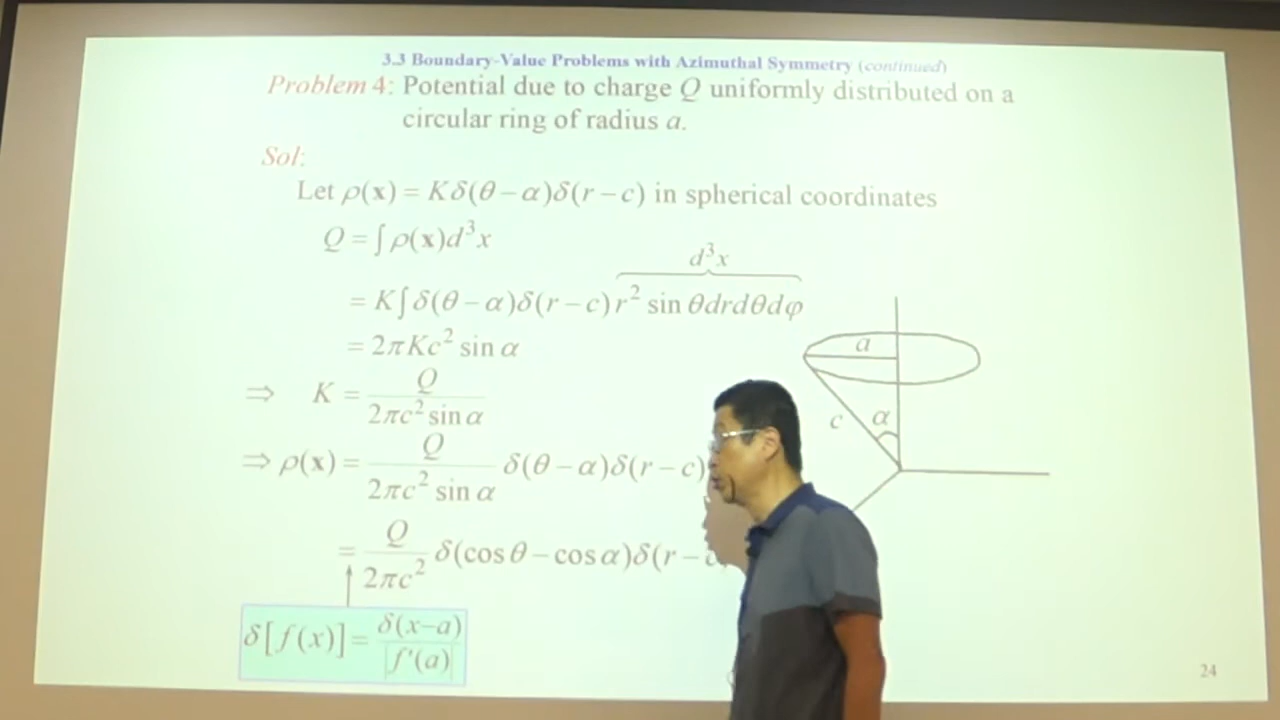 3.3 Boundary-Value Problems with Azimuthal Symmetry (continued)
Problem 4: Potential due to charge Q uniformly distributed on a
circular ring of radius a.
Sol:
Let ρ(x) = Kδ(θ − α)δ(r − c) in spherical coordinates
Q = ∫ ρ(x)d³x
d³x
= K∫ δ(θ − α)δ(r − c) r² sin θdrdθdφ
= 2πKc² sin α
⇒ K = Q / 2πc² sin α
⇒ ρ(x) = Q / 2πc² sin α δ(θ − α)δ(r − c)
= Q / 2πc² δ(cos θ − cos α)δ(r −
δ[f(x)] = δ(x−a) / |f′(a)|
a
c
α
24